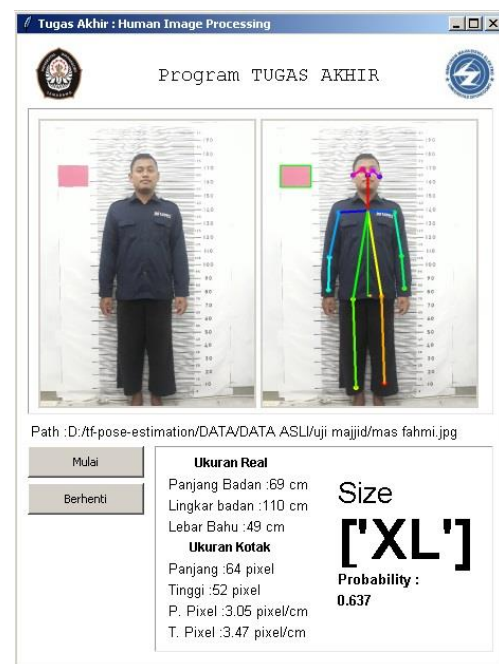 Tugas Akhir : Human Image Processing
Program TUGAS AKHIR
SEMARANG
Path :D:/tf-pose-estimation/DATA/DATA ASLI/uji majjid/mas fahmi.jpg
Mulai
Berhenti
Ukuran Real
Panjang Badan :69 cm
Lingkar badan :110 cm
Lebar Bahu :49 cm
Ukuran Kotak
Panjang :64 pixel
Tinggi :52 pixel
P. Pixel :3.05 pixel/cm
T. Pixel :3.47 pixel/cm
Size
['XL']
Probability :
0.637